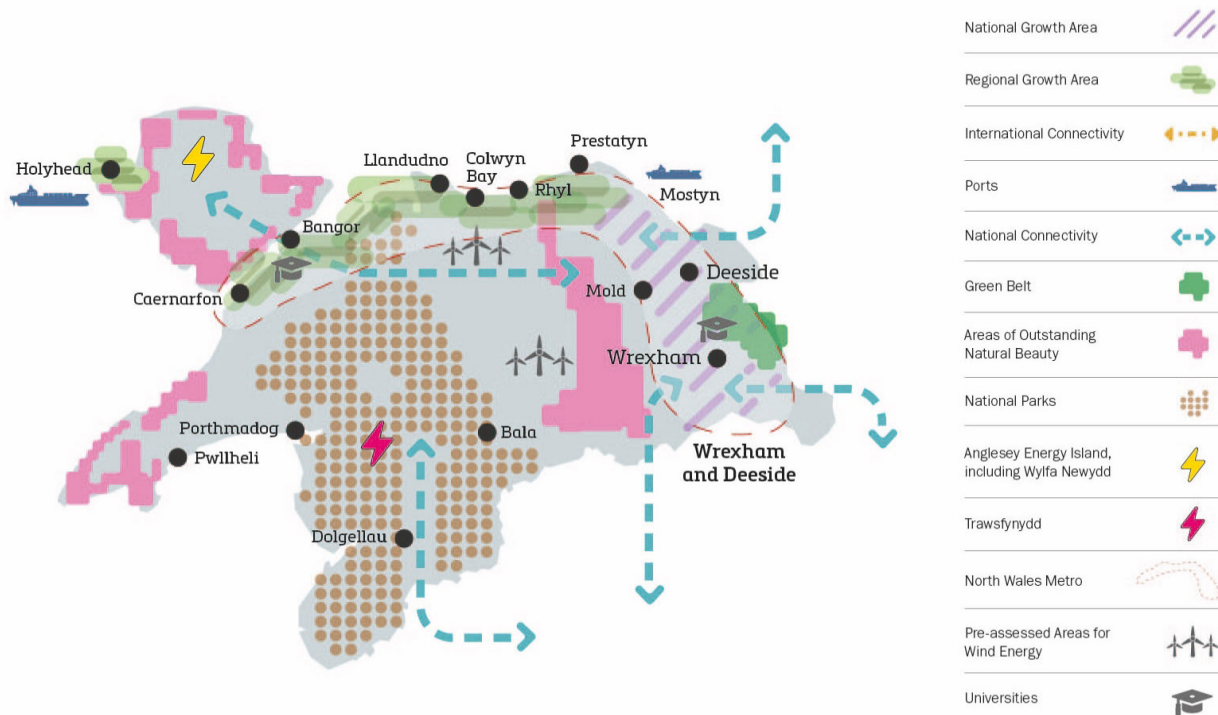 Holyhead
Llandudno
Colwyn
Bay
Prestatyn
Rhyl
Mostyn
Bangor
Caernarfon
Deeside
Mold
Wrexham
Porthmadog
Pwllheli
Bala
Wrexham
and Deeside
Dolgellau
National Growth Area
Regional Growth Area
International Connectivity
Ports
National Connectivity
Green Belt
Areas of Outstanding
Natural Beauty
National Parks
Anglesey Energy Island,
including Wylfa Newydd
Trawsfynydd
North Wales Metro
Pre-assessed Areas for
Wind Energy
Universities